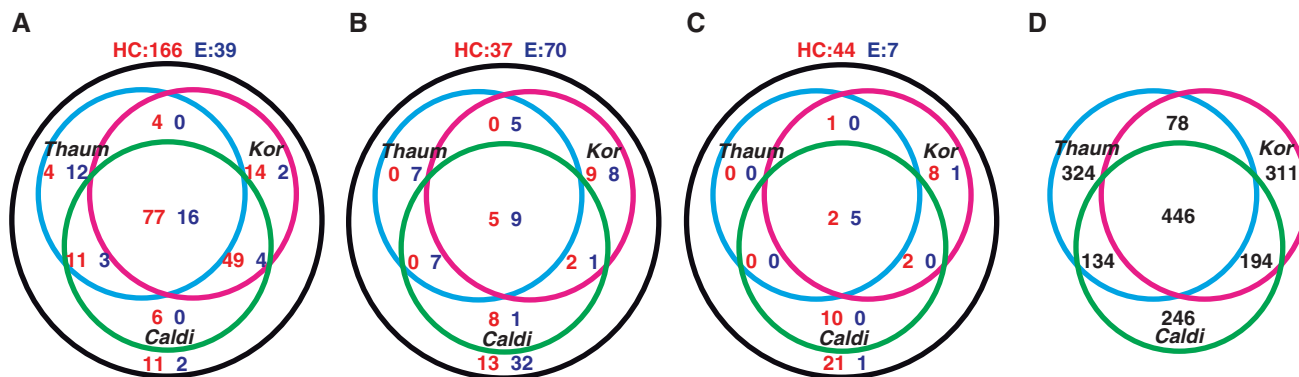 A B C D
HC:166 E:39 HC:37 E:70 HC:44 E:7
4 0 0 5 1 0 78
Thaum Kor Thaum Kor Thaum Kor Thaum Kor
4 12 14 2 0 7 9 8 0 0 8 1 324 311
77 16 5 9 2 5 446
11 3 49 4 0 7 2 1 0 0 2 0 134 194
6 0 8 1 10 0 246
Caldi Caldi Caldi Caldi
11 2 13 32 21 1